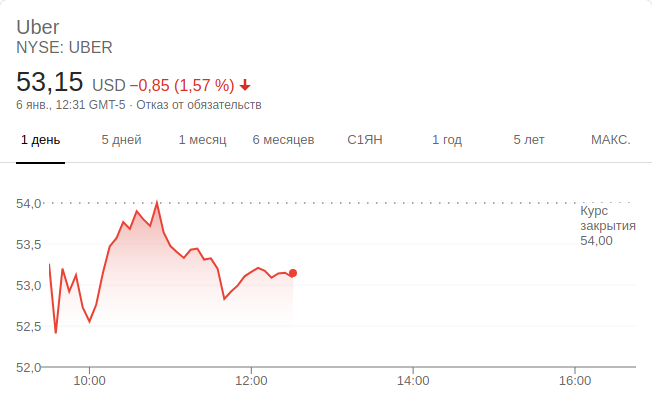 Uber
NYSE: UBER
53,15 USD −0,85 (1,57 %)
6 янв., 12:31 GMT-5 · Отказ от обязательств
1 день 5 дней 1 месяц 6 месяцев С1ЯН 1 год 5 лет МАКС.
54,0
Курс
закрытия
54,00
53,5
53,0
52,5
52,0
10:00 12:00 14:00 16:00